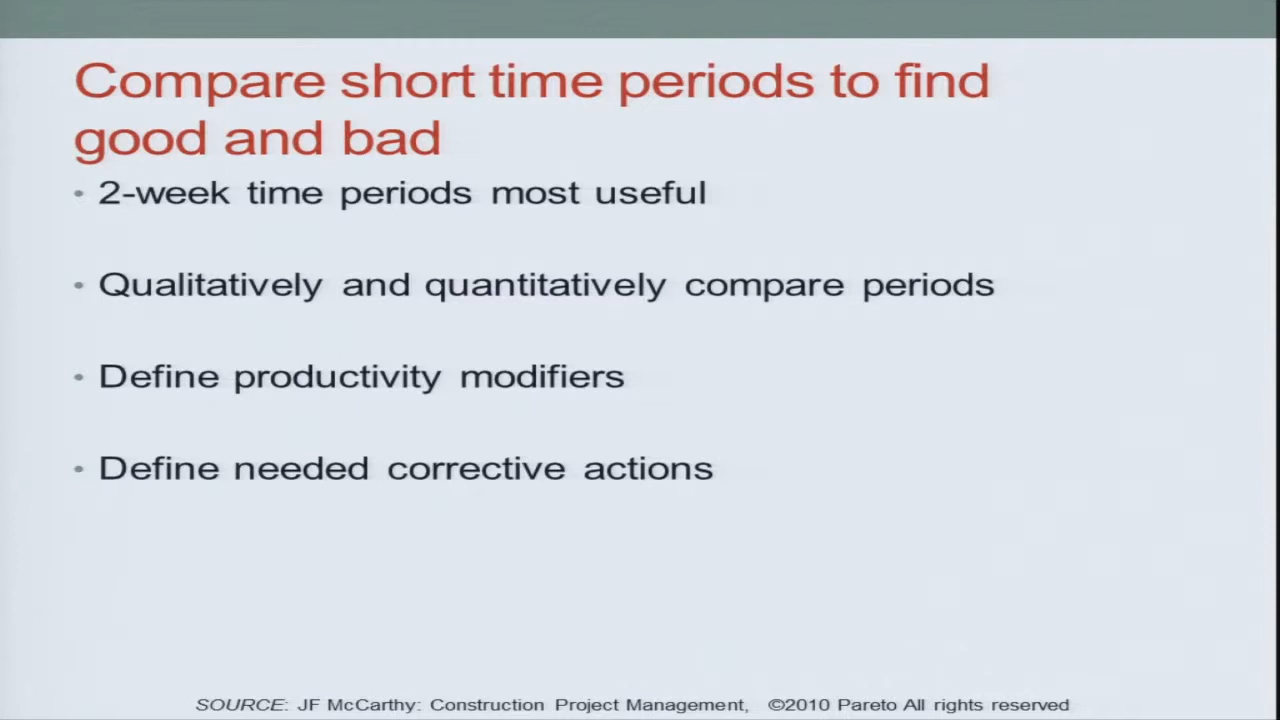 Compare short time periods to find
good and bad
• 2-week time periods most useful
• Qualitatively and quantitatively compare periods
• Define productivity modifiers
• Define needed corrective actions
SOURCE: JF McCarthy: Construction Project Management, ©2010 Pareto All rights reserved